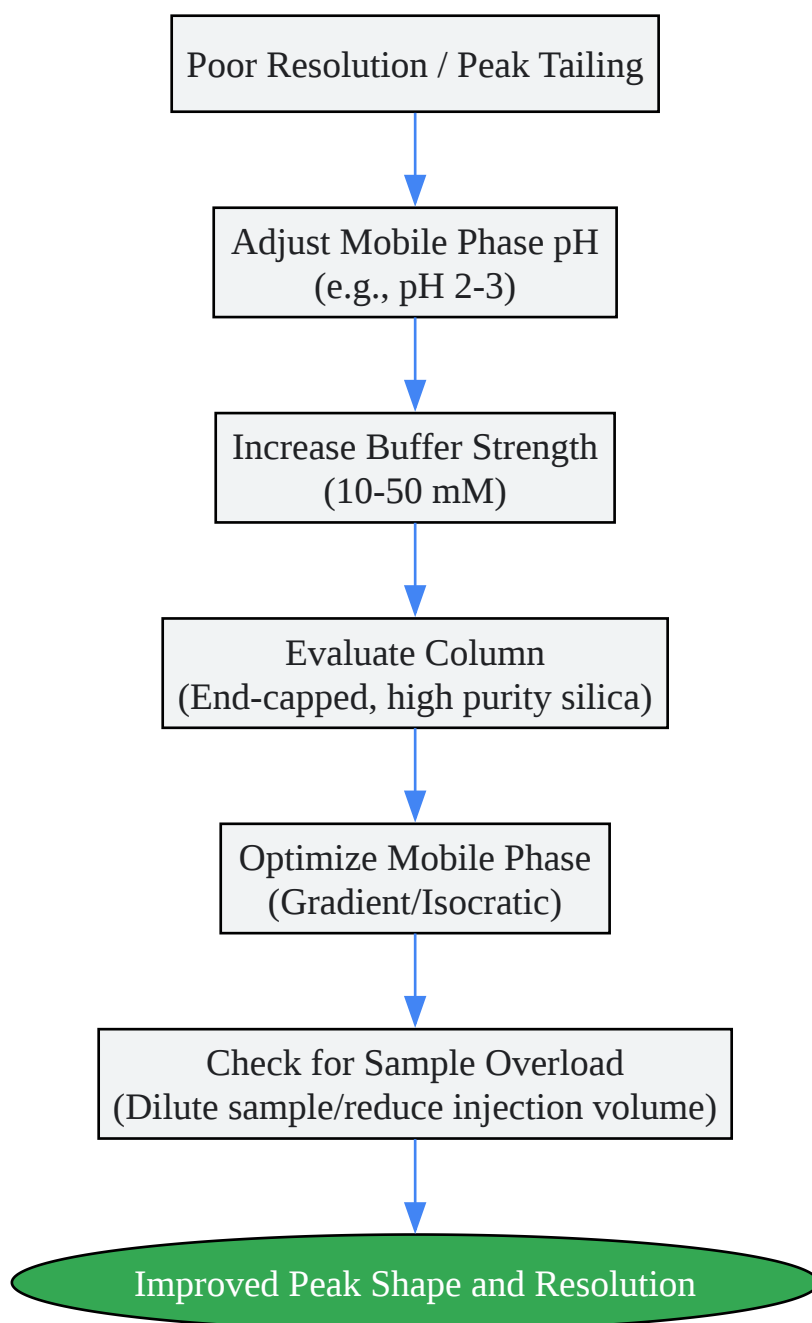 Poor Resolution / Peak Tailing
Adjust Mobile Phase pH
(e.g., pH 2-3)
Increase Buffer Strength
(10-50 mM)
Evaluate Column
(End-capped, high purity silica)
Optimize Mobile Phase
(Gradient/Isocratic)
Check for Sample Overload
(Dilute sample/reduce injection volume)
Improved Peak Shape and Resolution